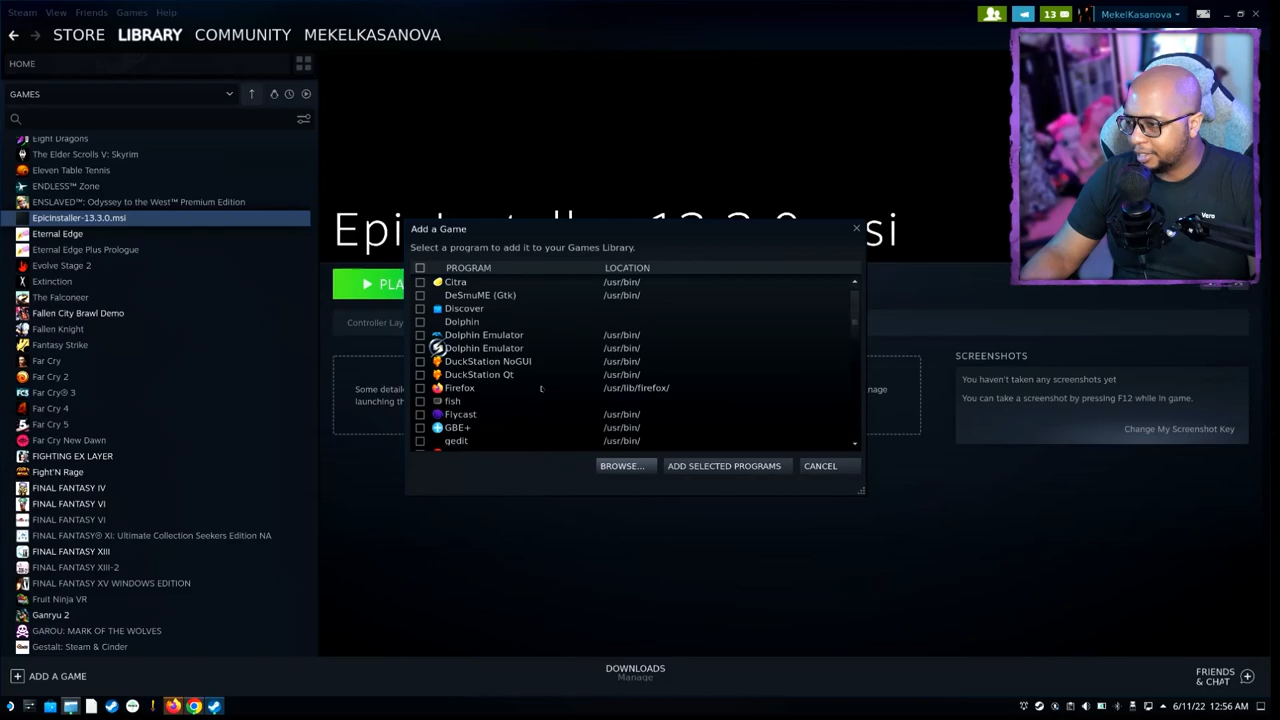 Steam View Friends Games Help
13
MekelKasanova
STORE LIBRARY COMMUNITY MEKELKASANOVA
HOME
GAMES
Eight Dragons
The Elder Scrolls V: Skyrim
Eleven Table Tennis
ENDLESS™ Zone
ENSLAVED™: Odyssey to the West™ Premium Edition
EpicInstaller-13.3.0.msi
Eternal Edge
Eternal Edge Plus Prologue
Evolve Stage 2
Extinction
The Falconeer
Fallen City Brawl Demo
Fallen Knight
Fantasy Strike
Far Cry
Far Cry 2
Far Cry® 3
Far Cry 4
Far Cry 5
Far Cry New Dawn
FIGHTING EX LAYER
Fight'N Rage
FINAL FANTASY IV
FINAL FANTASY VI
FINAL FANTASY VI
FINAL FANTASY® XI: Ultimate Collection Seekers Edition NA
FINAL FANTASY XIII
FINAL FANTASY XIII-2
FINAL FANTASY XV WINDOWS EDITION
Fruit Ninja VR
Ganryu 2
GAROU: MARK OF THE WOLVES
Gestalt: Steam & Cinder
ADD A GAME
PLA
Controller Lay
Some detail
launching th
Add a Game
Select a program to add it to your Games Library.
PROGRAM LOCATION
Citra /usr/bin/
DeSmuME (Gtk) /usr/bin/
Discover
Dolphin
Dolphin Emulator /usr/bin/
Dolphin Emulator /usr/bin/
DuckStation NoGUI /usr/bin/
DuckStation Qt /usr/bin/
Firefox /usr/lib/firefox/
fish
Flycast /usr/bin/
GBE+ /usr/bin/
gedit /usr/bin/
BROWSE... ADD SELECTED PROGRAMS CANCEL
nage
SCREENSHOTS
You haven't taken any screenshots yet
You can take a screenshot by pressing F12 while in game.
Change My Screenshot Key
Vera
DOWNLOADS
Manage
FRIENDS
& CHAT
6/11/22 12:56 AM